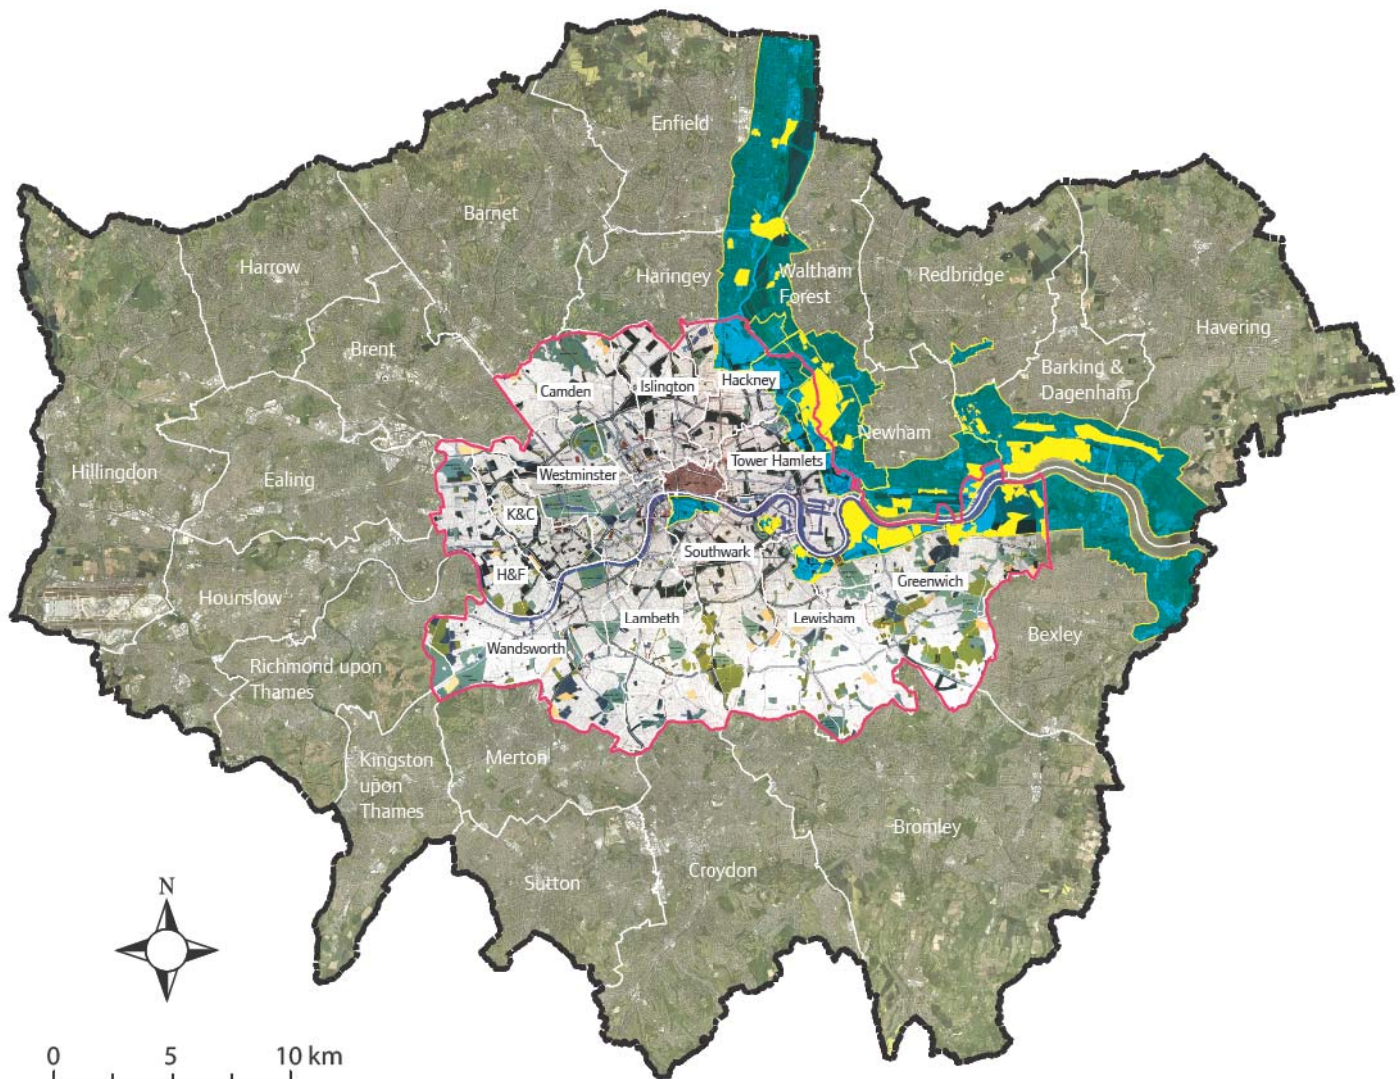 Enfield
Barnet
Harrow
Haringey
Waltham
Forest
Redbridge
Havering
Brent
Barking &
Dagenham
Camden
Islington
Hackney
Newham
Hillingdon
Ealing
Westminster
Tower Hamlets
K&C
Southwark
H&F
Greenwich
Hounslow
Lambeth
Lewisham
Wandsworth
Bexley
Richmond upon
Thames
Merton
Kingston
upon
Thames
Bromley
Croydon
Sutton
N
0 5 10 km